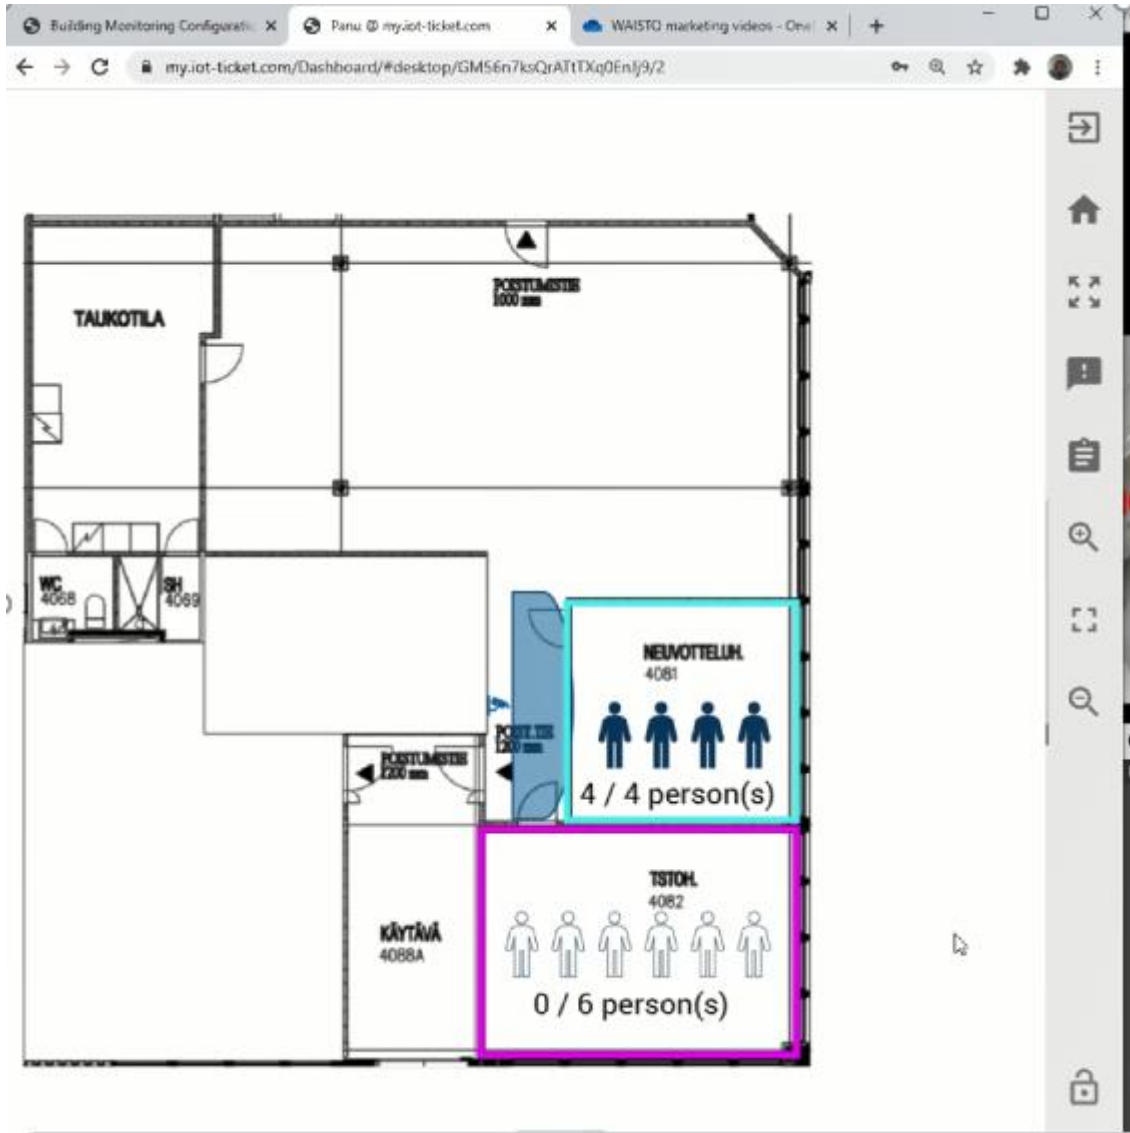 Building Monitoring Configuratic
Panu @ my.iot-ticket.com
WAISTO marketing videos - One
my.iot-ticket.com/Dashboard/#desktop/GM56n7ksQrATtTXq0EnJj9/2
POISTUMISTIE
1000 mm
TAUKOTILA
WC
4068
SH
4069
NEUVOTTELUH.
4081
POIST. TIE
1200 mm
POISTUMISTIE
1200 mm
4 / 4 person(s)
TSTOH.
4082
KÄYTÄVÄ
4088A
0 / 6 person(s)